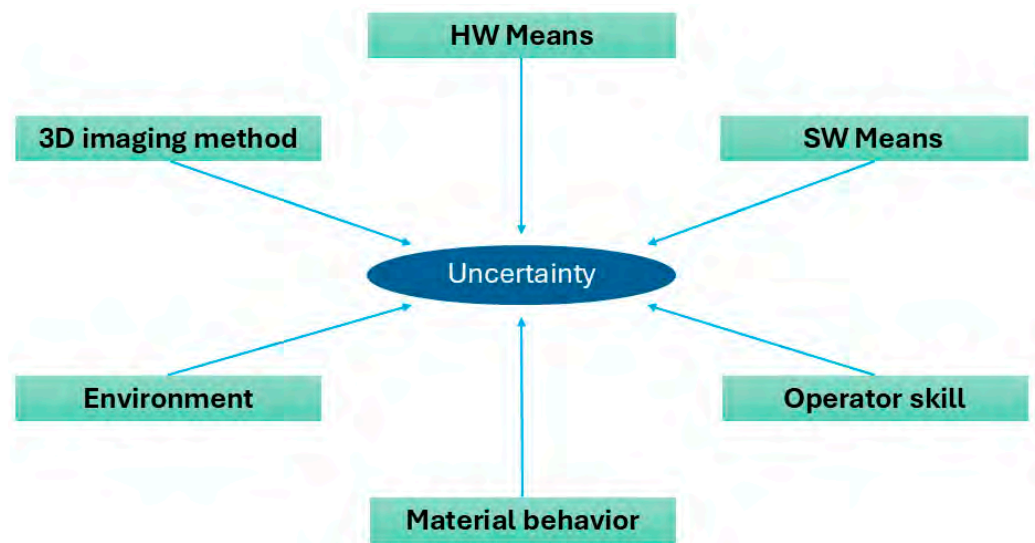 HW Means
3D imaging method
SW Means
Uncertainty
Environment
Operator skill
Material behavior